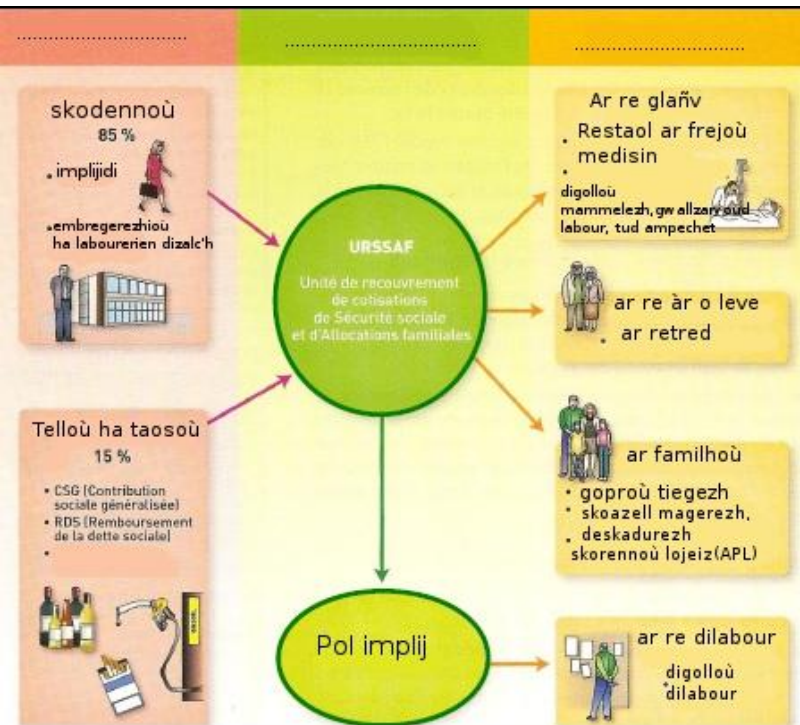 skodennoù
85 %
• implijidi
• embregerezhioù
ha labourerien dizalc'h
Telloù ha taosoù
15 %
• CSG (Contribution
sociale généralisée)
• RDS (Remboursement
de la dette sociale)
URSSAF
Unité de recouvrement
de cotisations
de Sécurité sociale
et d'Allocations familiales
Pol implij
Ar re glañv
• Restaol ar frejoù
medisin
digolloù
mammelezh, gwallzarvoud
labour, tud ampechet
ar re àr o leve
• ar retred
ar familhoù
• goproù tiegezh
• skoazell magerezh,
• deskadurezh
skorennoù lojeiz(APL)
ar re dilabour
• digolloù
dilabour